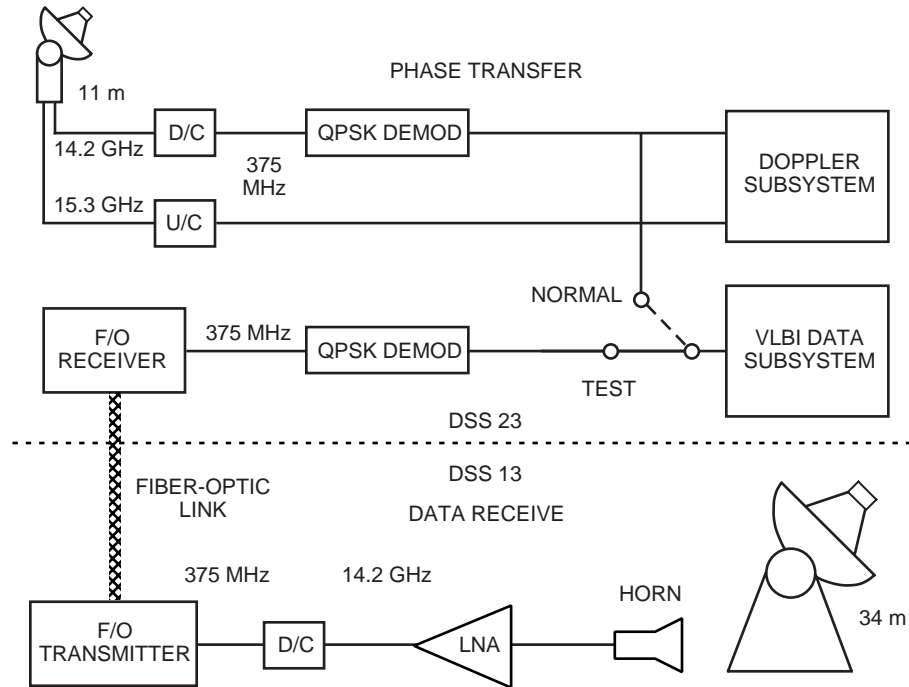 PHASE TRANSFER
11 m
14.2 GHz
D/C
QPSK DEMOD
375
MHz
DOPPLER
SUBSYSTEM
15.3 GHz
U/C
NORMAL
F/O
RECEIVER
375 MHz
QPSK DEMOD
TEST
VLBI DATA
SUBSYSTEM
DSS 23
DSS 13
FIBER-OPTIC
LINK
DATA RECEIVE
375 MHz
14.2 GHz
HORN
34 m
F/O
TRANSMITTER
D/C
LNA